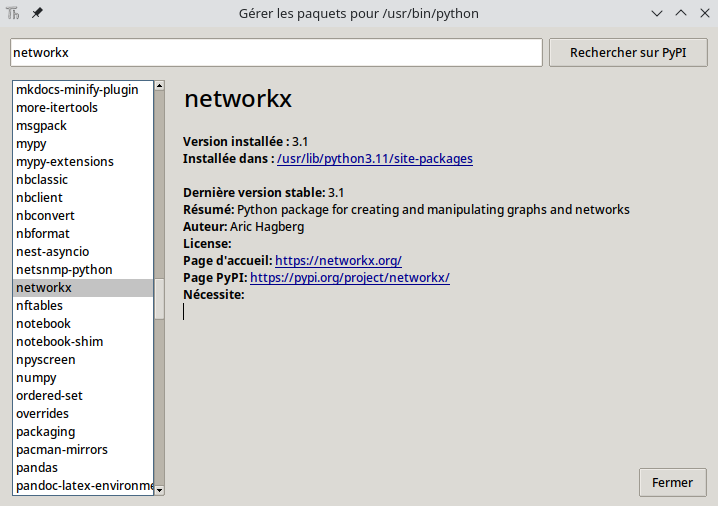 Th
Gérer les paquets pour /usr/bin/python
networkx
Rechercher sur PyPI
mkdocs-minify-plugin
more-itertools
msgpack
mypy
mypy-extensions
nbclassic
nbclient
nbconvert
nbformat
nest-asyncio
netsnmp-python
networkx
nftables
notebook
notebook-shim
npyscreen
numpy
ordered-set
overrides
packaging
pacman-mirrors
pandas
pandoc-latex-environme
networkx
Version installée : 3.1
Installée dans : /usr/lib/python3.11/site-packages
Dernière version stable: 3.1
Résumé: Python package for creating and manipulating graphs and networks
Auteur: Aric Hagberg
License:
Page d'accueil: https://networkx.org/
Page PyPI: https://pypi.org/project/networkx/
Nécessite:
Fermer